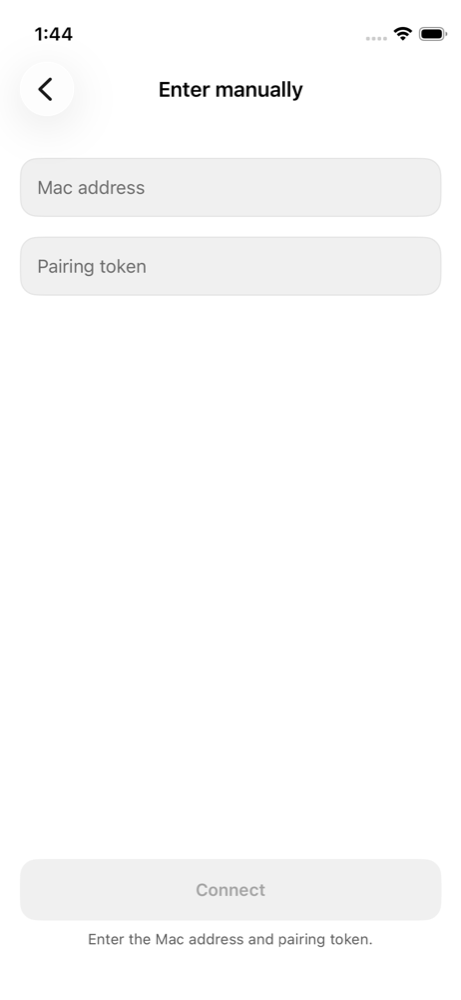 1:44
Enter manually
Mac address
Pairing token
Connect
Enter the Mac address and pairing token.